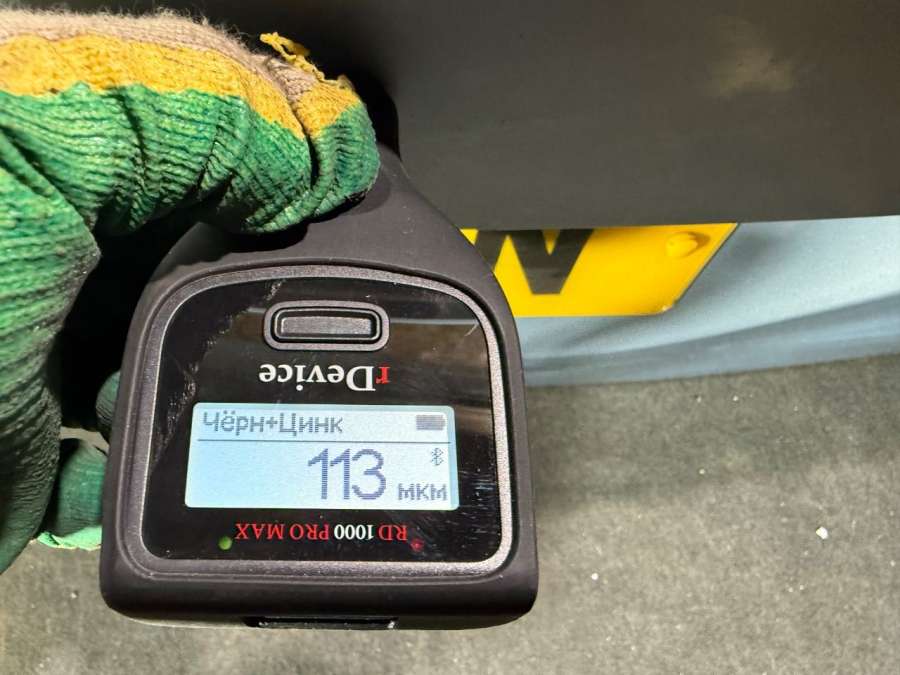 W
rDevice
Чёрн+Цинк
113 мкм
RD 1000 PRO MAX